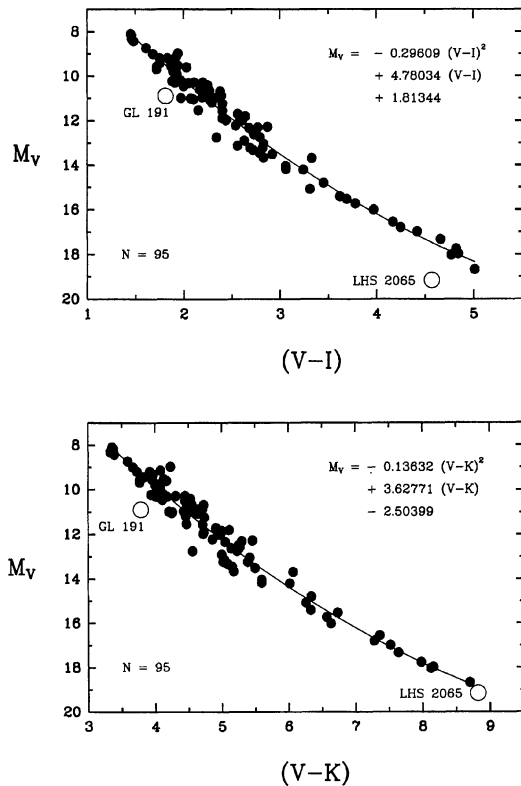 8
10
12
14
16
18
20
M_V
M_V = − 0.29609 (V−I)²
+ 4.78034 (V−I)
+ 1.81344
GL 191
N = 95
LHS 2065
1 2 3 4 5
(V−I)
8
10
12
14
16
18
20
M_V
M_V = − 0.13632 (V−K)²
+ 3.62771 (V−K)
− 2.50399
GL 191
N = 95
LHS 2065
3 4 5 6 7 8 9
(V−K)